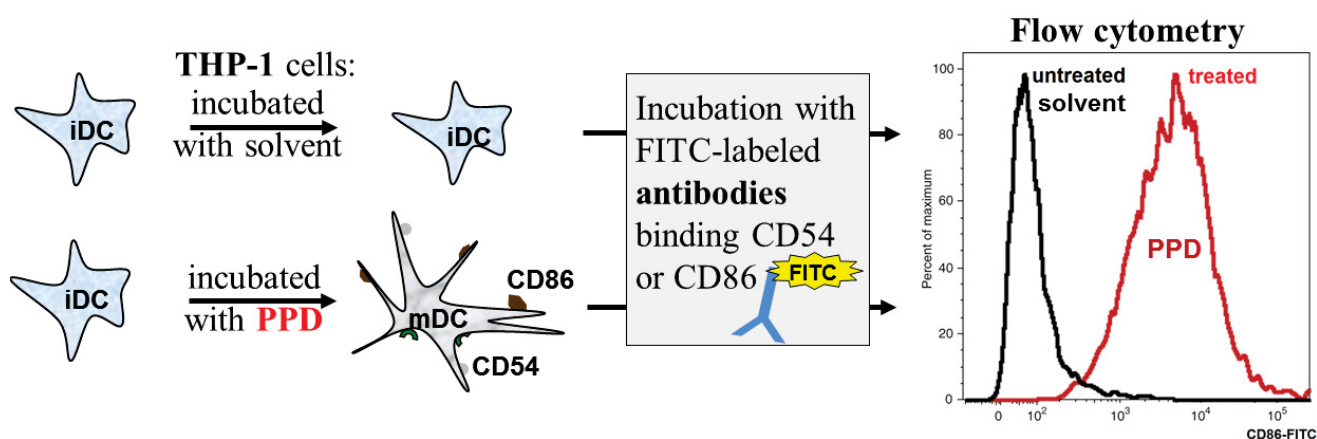 THP-1 cells:
incubated
with solvent
iDC
iDC
iDC
incubated
with PPD
mDC
CD86
CD54
Incubation with
FITC-labeled
antibodies
binding CD54
or CD86
FITC
Flow cytometry
untreated
solvent
treated
PPD
Percent of maximum
100
80
60
40
20
0
0
10²
10³
10⁴
10⁵
CD86-FITC